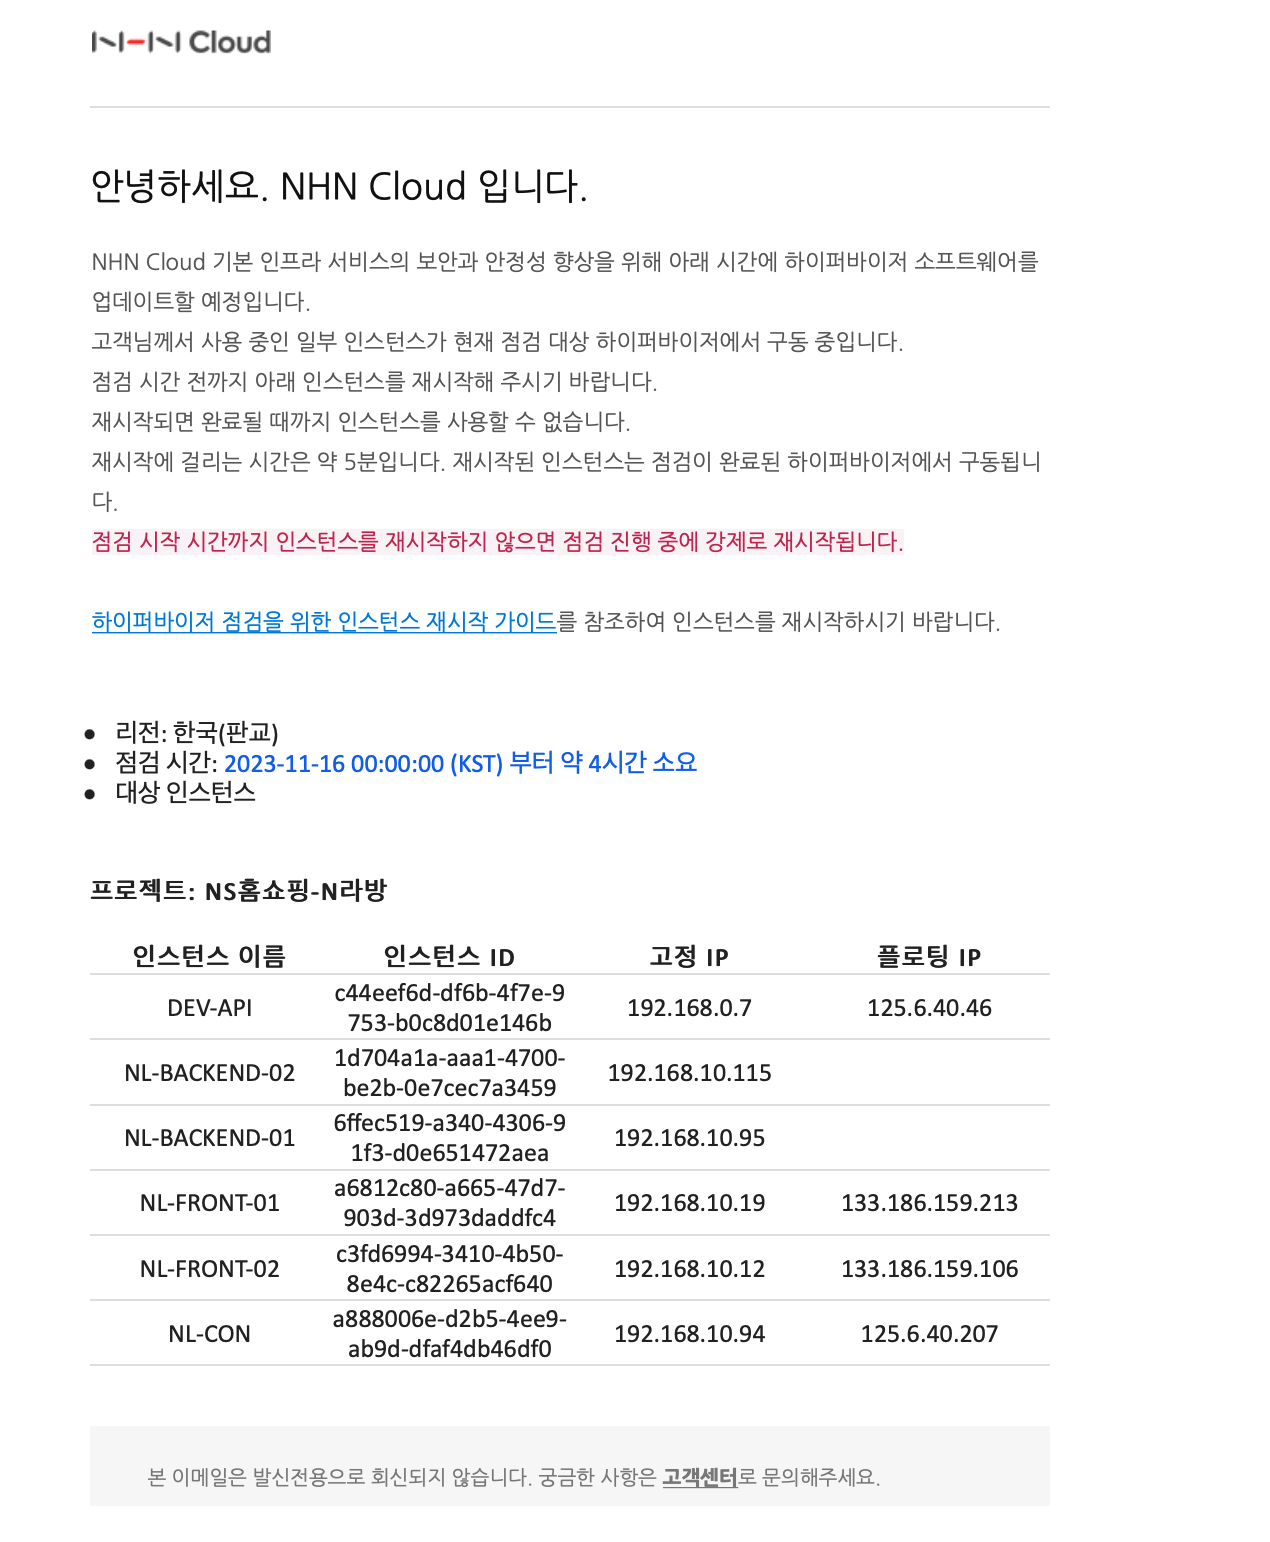 NHN Cloud
안녕하세요. NHN Cloud 입니다.
NHN Cloud 기본 인프라 서비스의 보안과 안정성 향상을 위해 아래 시간에 하이퍼바이저 소프트웨어를
업데이트할 예정입니다.
고객님께서 사용 중인 일부 인스턴스가 현재 점검 대상 하이퍼바이저에서 구동 중입니다.
점검 시간 전까지 아래 인스턴스를 재시작해 주시기 바랍니다.
재시작되면 완료될 때까지 인스턴스를 사용할 수 없습니다.
재시작에 걸리는 시간은 약 5분입니다. 재시작된 인스턴스는 점검이 완료된 하이퍼바이저에서 구동됩니
다.
점검 시작 시간까지 인스턴스를 재시작하지 않으면 점검 진행 중에 강제로 재시작됩니다.
하이퍼바이저 점검을 위한 인스턴스 재시작 가이드를 참조하여 인스턴스를 재시작하시기 바랍니다.
● 리전: 한국(판교)
● 점검 시간: 2023-11-16 00:00:00 (KST) 부터 약 4시간 소요
● 대상 인스턴스
프로젝트: NS홈쇼핑-N라방
인스턴스 이름 인스턴스 ID 고정 IP 플로팅 IP
c44eef6d-df6b-4f7e-9
DEV-API 192.168.0.7 125.6.40.46
753-b0c8d01e146b
1d704a1a-aaa1-4700-
NL-BACKEND-02 192.168.10.115
be2b-0e7cec7a3459
6ffec519-a340-4306-9
NL-BACKEND-01 192.168.10.95
1f3-d0e651472aea
a6812c80-a665-47d7-
NL-FRONT-01 192.168.10.19 133.186.159.213
903d-3d973daddfc4
c3fd6994-3410-4b50-
NL-FRONT-02 192.168.10.12 133.186.159.106
8e4c-c82265acf640
a888006e-d2b5-4ee9-
NL-CON 192.168.10.94 125.6.40.207
ab9d-dfaf4db46df0
본 이메일은 발신전용으로 회신되지 않습니다. 궁금한 사항은 고객센터로 문의해주세요.